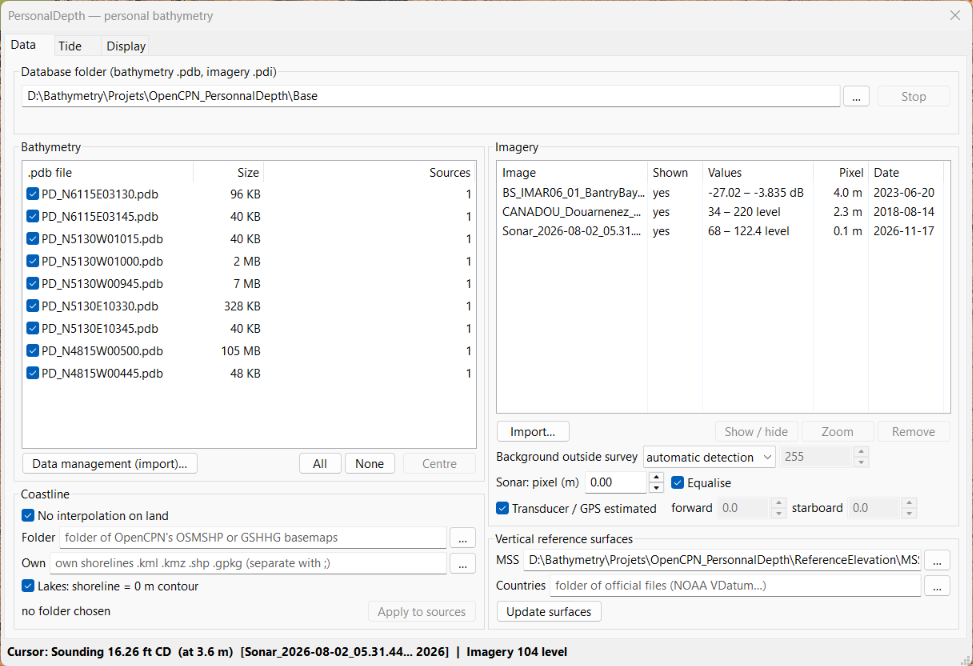 PersonalDepth — personal bathymetry
Data Tide Display
Database folder (bathymetry .pdb, imagery .pdi)
D:\Bathymetry\Projets\OpenCPN_PersonnalDepth\Base ... Stop
Bathymetry
.pdb file Size Sources
PD_N6115E03130.pdb 96 KB 1
PD_N6115E03145.pdb 40 KB 1
PD_N5130W01015.pdb 40 KB 1
PD_N5130W01000.pdb 2 MB 1
PD_N5130W00945.pdb 7 MB 1
PD_N5130E10330.pdb 328 KB 1
PD_N5130E10345.pdb 40 KB 1
PD_N4815W00500.pdb 105 MB 1
PD_N4815W00445.pdb 48 KB 1
Data management (import)... All None Centre
Coastline
No interpolation on land
Folder folder of OpenCPN's OSMSHP or GSHHG basemaps ...
Own own shorelines .kml .kmz .shp .gpkg (separate with ;) ...
Lakes: shoreline = 0 m contour
no folder chosen Apply to sources
Imagery
Image Shown Values Pixel Date
BS_IMAR06_01_BantryBay... yes -27.02 – -3.835 dB 4.0 m 2023-06-20
CANADOU_Douarnenez_... yes 34 – 220 level 2.3 m 2018-08-14
Sonar_2026-08-02_05.31.... yes 68 – 122.4 level 0.1 m 2026-11-17
Import... Show / hide Zoom Remove
Background outside survey automatic detection 255
Sonar: pixel (m) 0.00 Equalise
Transducer / GPS estimated forward 0.0 starboard 0.0
Vertical reference surfaces
MSS D:\Bathymetry\Projets\OpenCPN_PersonnalDepth\ReferenceElevation\MS ...
Countries folder of official files (NOAA VDatum...) ...
Update surfaces
Cursor: Sounding 16.26 ft CD (at 3.6 m) [Sonar_2026-08-02_05.31.44... 2026] | Imagery 104 level